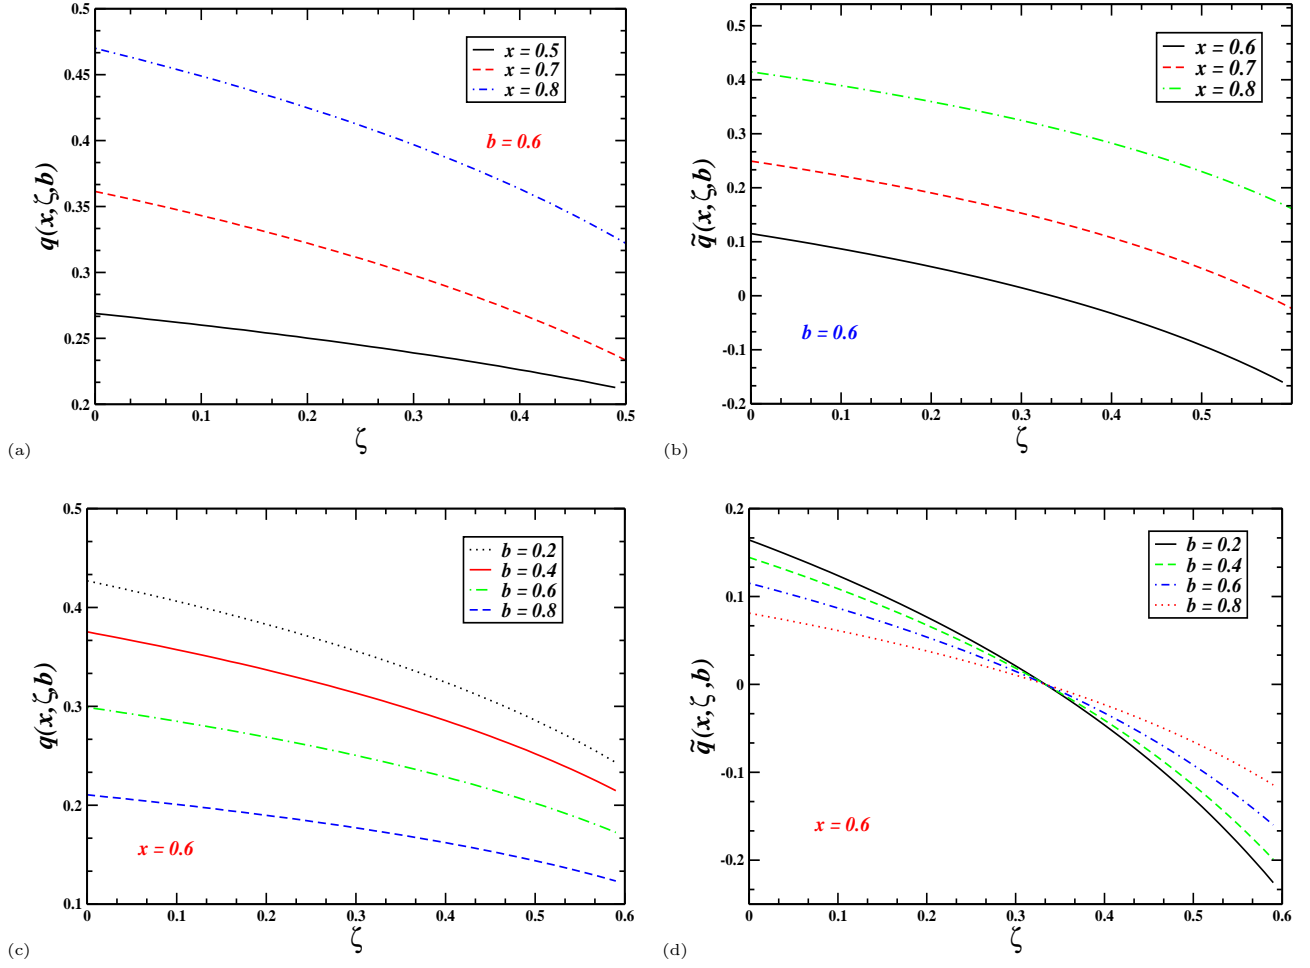 0.5
0.45
0.4
0.35
0.3
0.25
0.2
q(x,ζ,b)
x = 0.5
x = 0.7
x = 0.8
b = 0.6
0 0.1 0.2 0.3 0.4 0.5
ζ
(a)
0.5
0.4
0.3
0.2
0.1
0
-0.1
-0.2
q̃(x,ζ,b)
x = 0.6
x = 0.7
x = 0.8
b = 0.6
0 0.1 0.2 0.3 0.4 0.5
ζ
(b)
0.5
0.4
0.3
0.2
0.1
q(x,ζ,b)
b = 0.2
b = 0.4
b = 0.6
b = 0.8
x = 0.6
0 0.1 0.2 0.3 0.4 0.5 0.6
ζ
(c)
0.2
0.1
0
-0.1
-0.2
q̃(x,ζ,b)
b = 0.2
b = 0.4
b = 0.6
b = 0.8
x = 0.6
0 0.1 0.2 0.3 0.4 0.5 0.6
ζ
(d)